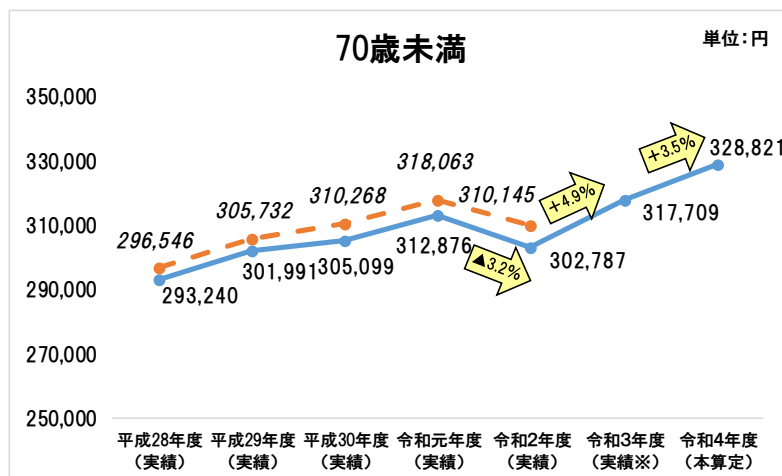 70歳未満
単位：円
350,000
330,000
310,000
290,000
270,000
250,000
296,546
305,732
310,268
318,063
310,145
293,240
301,991
305,099
312,876
302,787
317,709
328,821
▲3.2%
+4.9%
+3.5%
平成28年度
（実績）
平成29年度
（実績）
平成30年度
（実績）
令和元年度
（実績）
令和2年度
（実績）
令和3年度
（実績※）
令和4年度
（本算定）